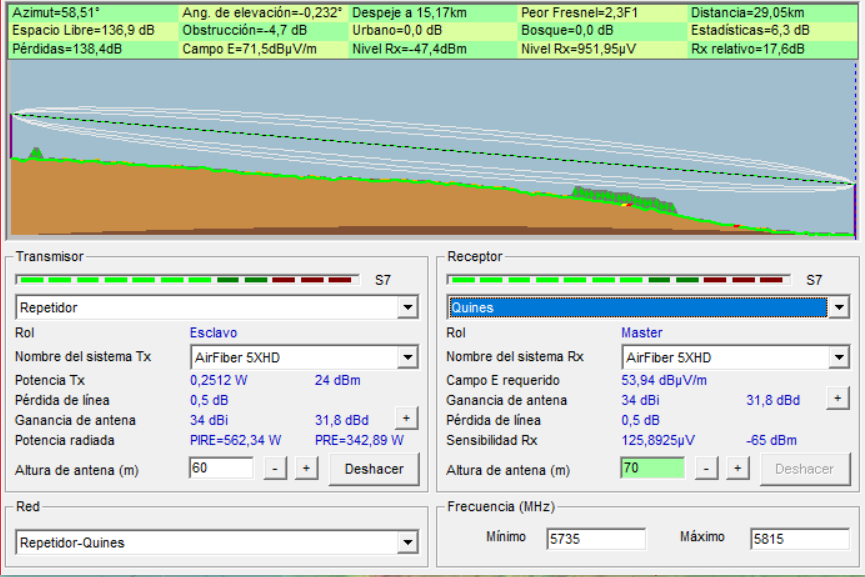 Azimut=58,51° Ang. de elevación=-0,232° Despeje a 15,17km Peor Fresnel=2,3F1 Distancia=29,05km
Espacio Libre=136,9 dB Obstrucción=-4,7 dB Urbano=0,0 dB Bosque=0,0 dB Estadísticas=6,3 dB
Pérdidas=138,4dB Campo E=71,5dBµV/m Nivel Rx=-47,4dBm Nivel Rx=951,95µV Rx relativo=17,6dB
Transmisor
S7
Repetidor
Rol Esclavo
Nombre del sistema Tx AirFiber 5XHD
Potencia Tx 0,2512 W 24 dBm
Pérdida de línea 0,5 dB
Ganancia de antena 34 dBi 31,8 dBd +
Potencia radiada PIRE=562,34 W PRE=342,89 W
Altura de antena (m) 60 - + Deshacer
Red
Repetidor-Quines
Receptor
S7
Quines
Rol Master
Nombre del sistema Rx AirFiber 5XHD
Campo E requerido 53,94 dBµV/m
Ganancia de antena 34 dBi 31,8 dBd +
Pérdida de línea 0,5 dB
Sensibilidad Rx 125,8925µV -65 dBm
Altura de antena (m) 70 - + Deshacer
Frecuencia (MHz)
Mínimo 5735 Máximo 5815